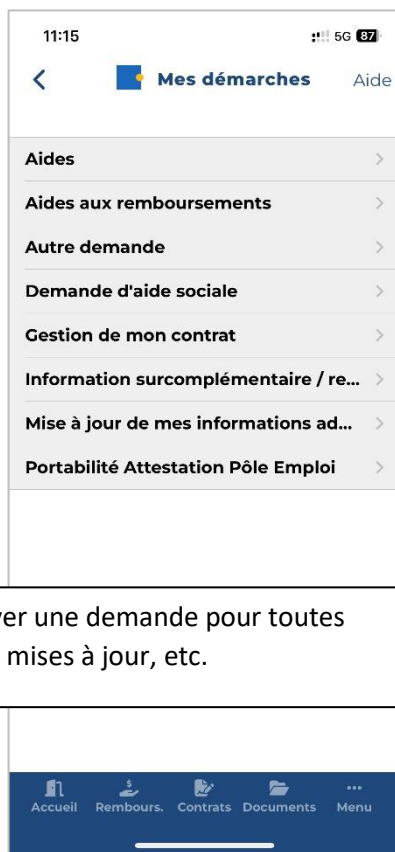 11:15
5G 87
Mes démarches Aide
Aides
Aides aux remboursements
Autre demande
Demande d'aide sociale
Gestion de mon contrat
Information surcomplémentaire / re...
Mise à jour de mes informations ad...
Portabilité Attestation Pôle Emploi
une demande pour toutes
mises à jour, etc.
Accueil Rembours. Contrats Documents Menu